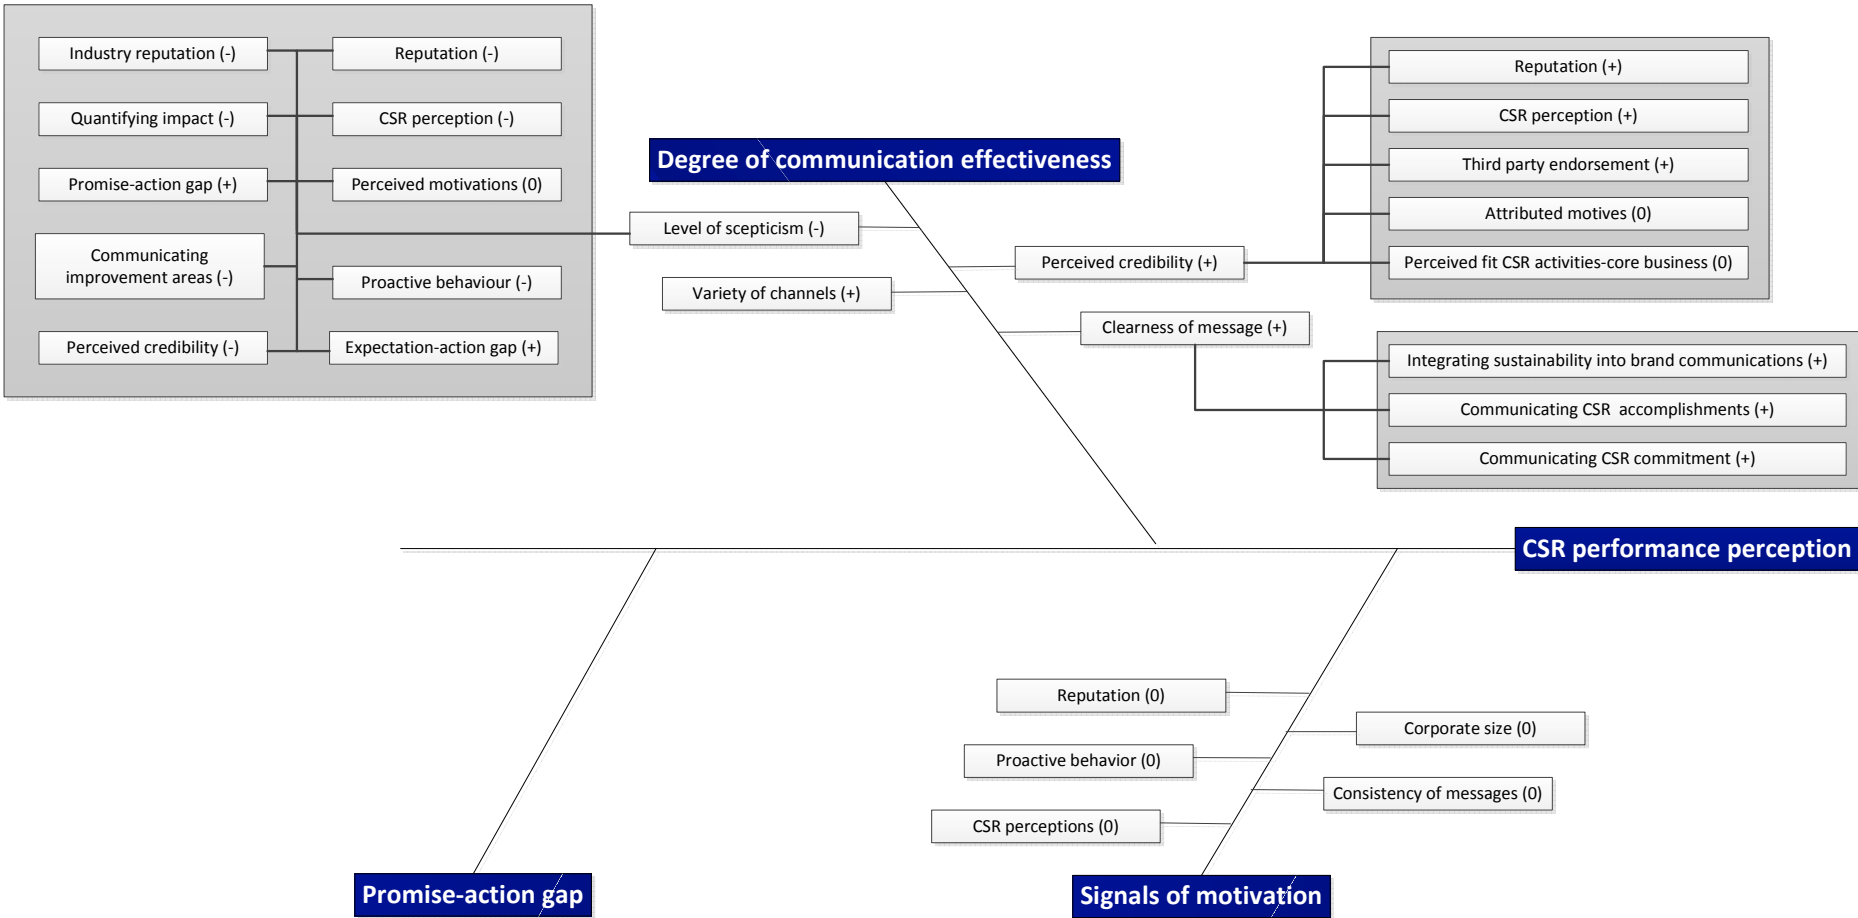 Industry reputation (-)
Reputation (-)
Quantifying impact (-)
CSR perception (-)
Promise-action gap (+)
Perceived motivations (0)
Communicating
improvement areas (-)
Proactive behaviour (-)
Perceived credibility (-)
Expectation-action gap (+)
Degree of communication effectiveness
Level of scepticism (-)
Variety of channels (+)
Perceived credibility (+)
Clearness of message (+)
Reputation (+)
CSR perception (+)
Third party endorsement (+)
Attributed motives (0)
Perceived fit CSR activities-core business (0)
Integrating sustainability into brand communications (+)
Communicating CSR  accomplishments (+)
Communicating CSR commitment (+)
CSR performance perception
Reputation (0)
Corporate size (0)
Proactive behavior (0)
Consistency of messages (0)
CSR perceptions (0)
Promise-action gap
Signals of motivation